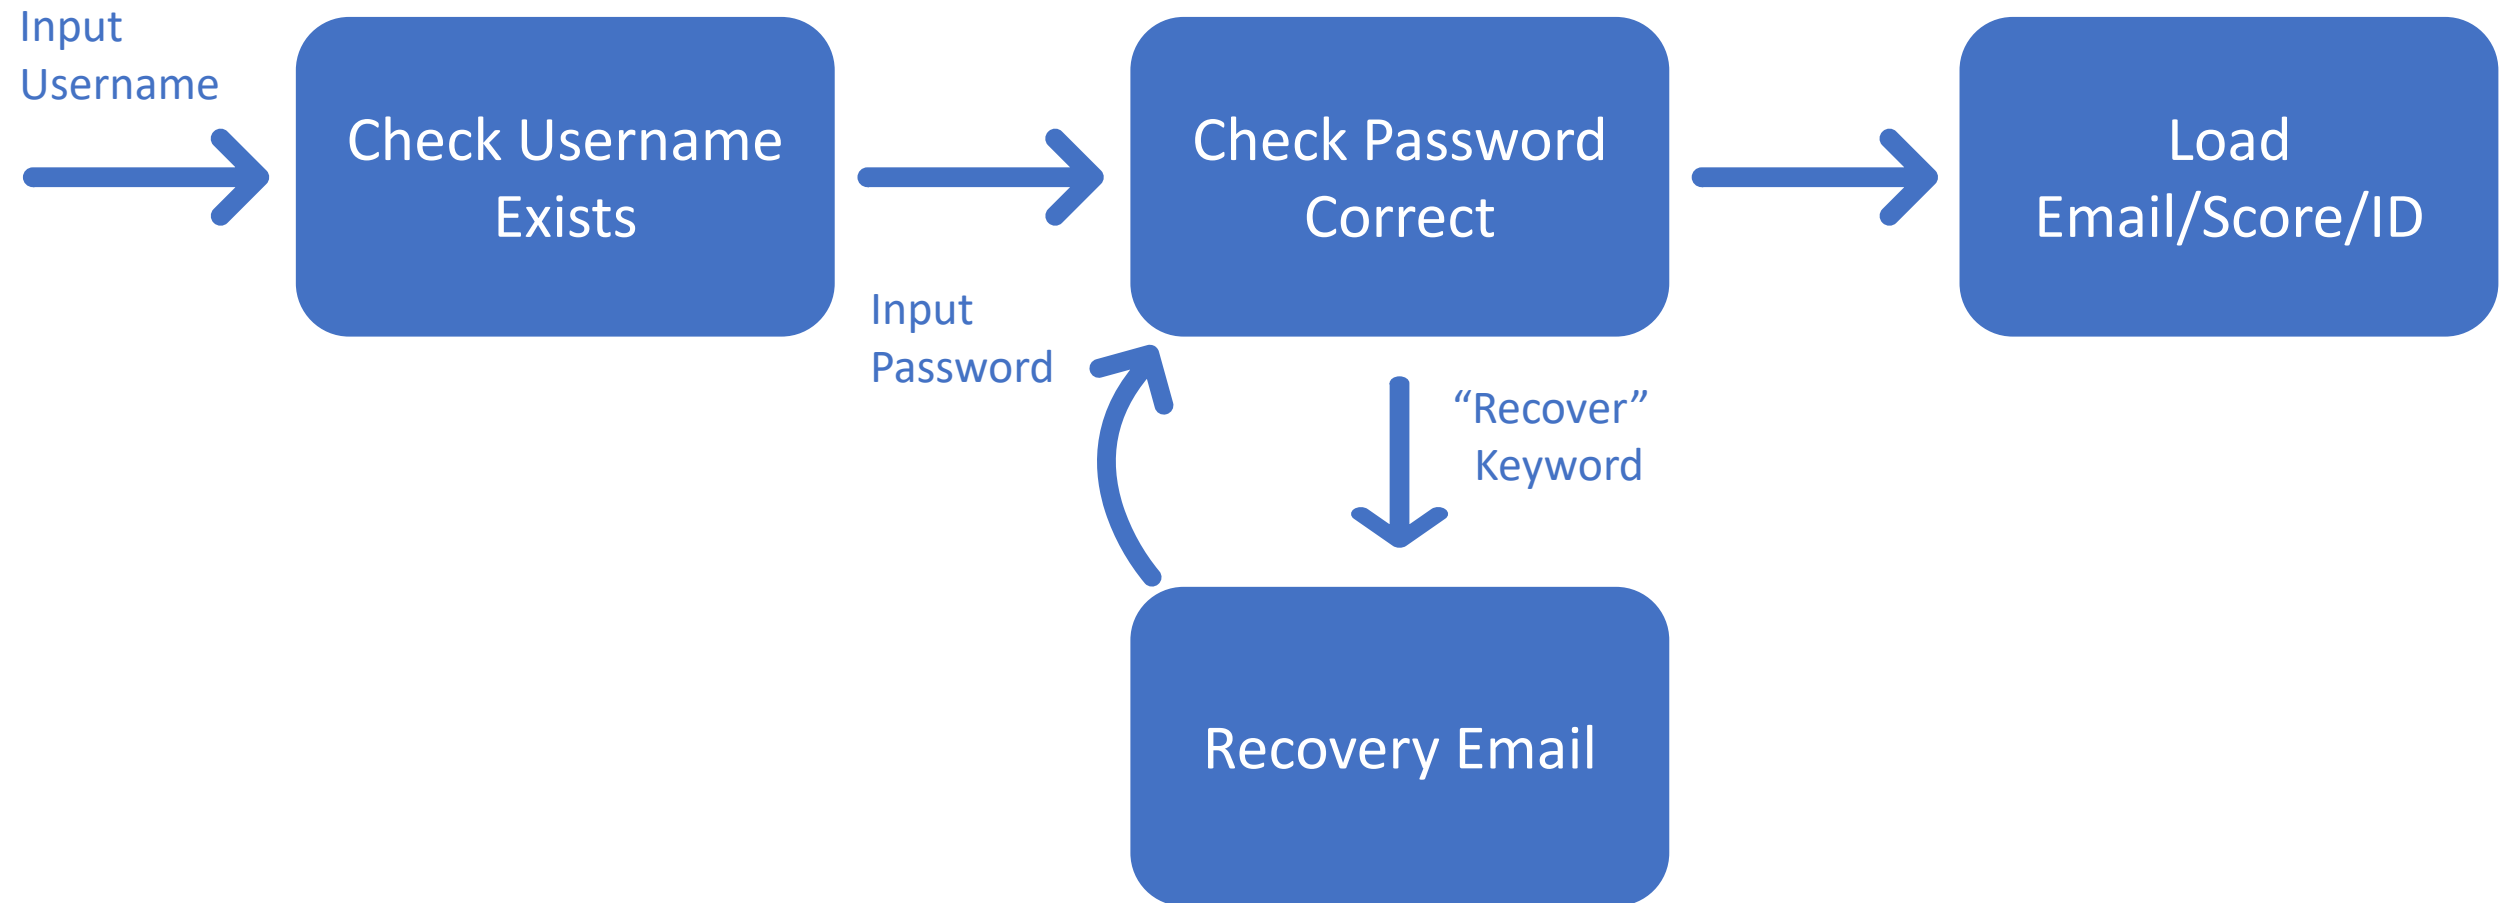 Input
Username
Check Username
Exists
Input
Password
Check Password
Correct
Load
Email/Score/ID
“Recover”
Keyword
Recovery Email